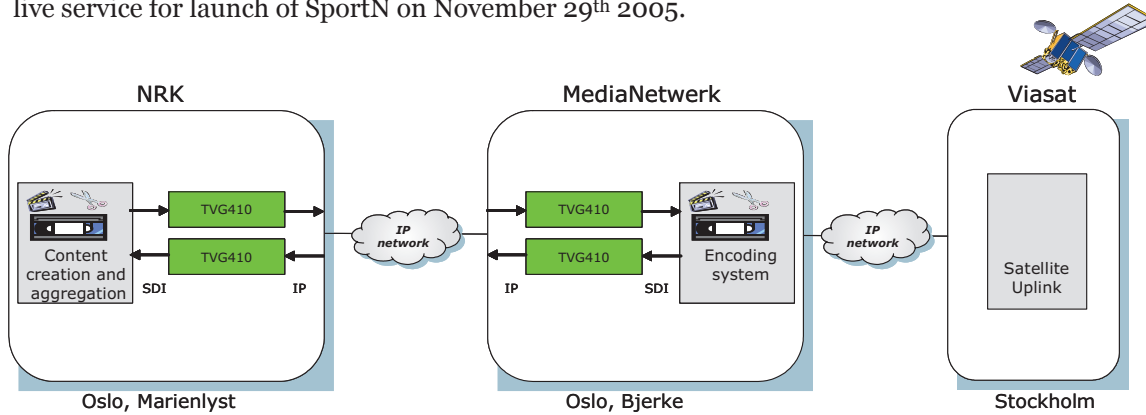 live service for launch of SportN on November 29th 2005.
NRK
MediaNetwerk
Viasat
TVG410
TVG410
Content
creation and
aggregation
SDI
IP
IP
network
TVG410
TVG410
Encoding
system
IP
SDI
IP
network
Satellite
Uplink
Oslo, Marienlyst
Oslo, Bjerke
Stockholm